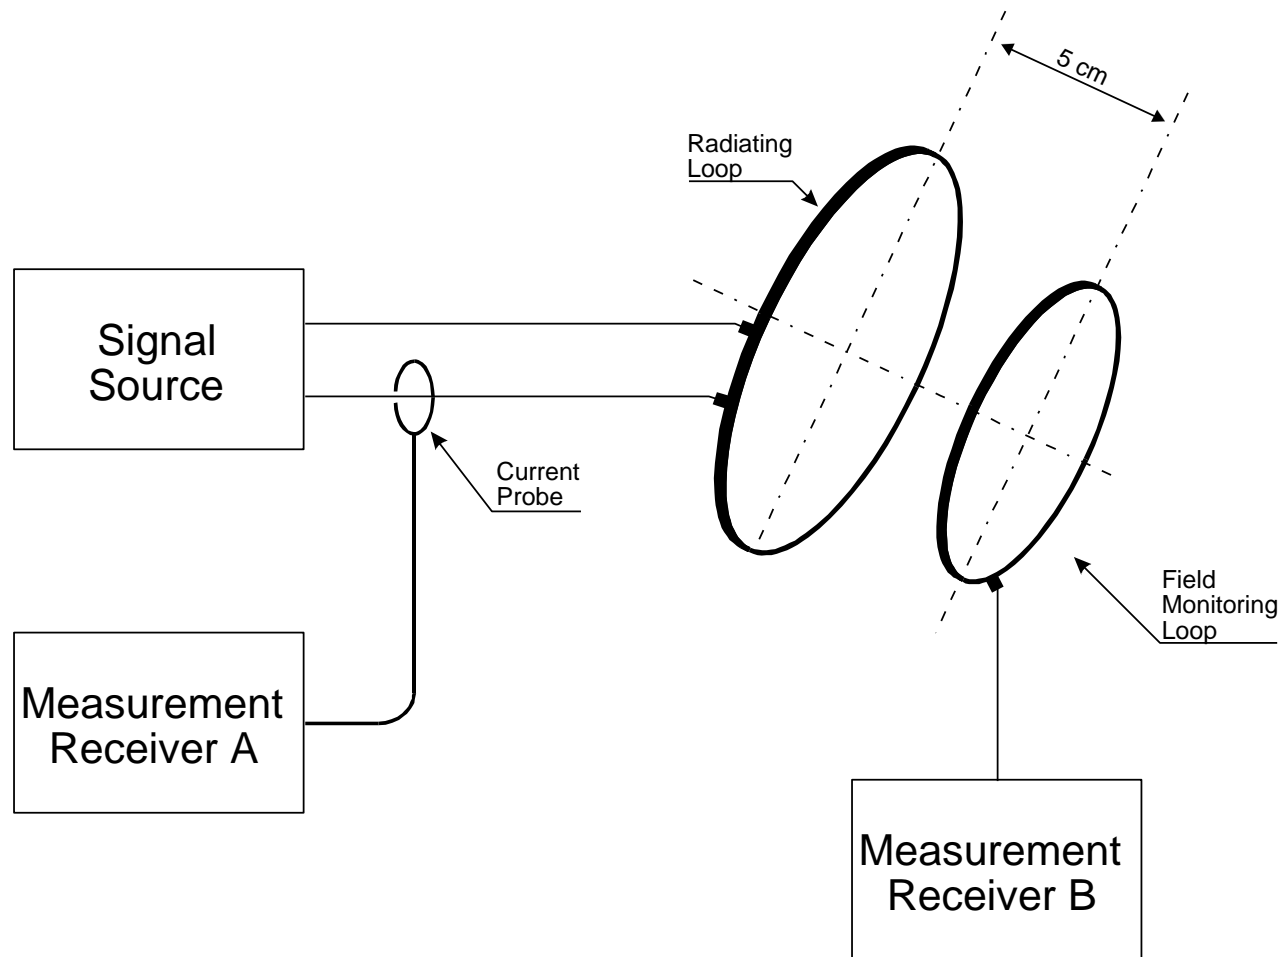 5 cm
Radiating
Loop
Signal
Source
Current
Probe
Field
Monitoring
Loop
Measurement
Receiver A
Measurement
Receiver B